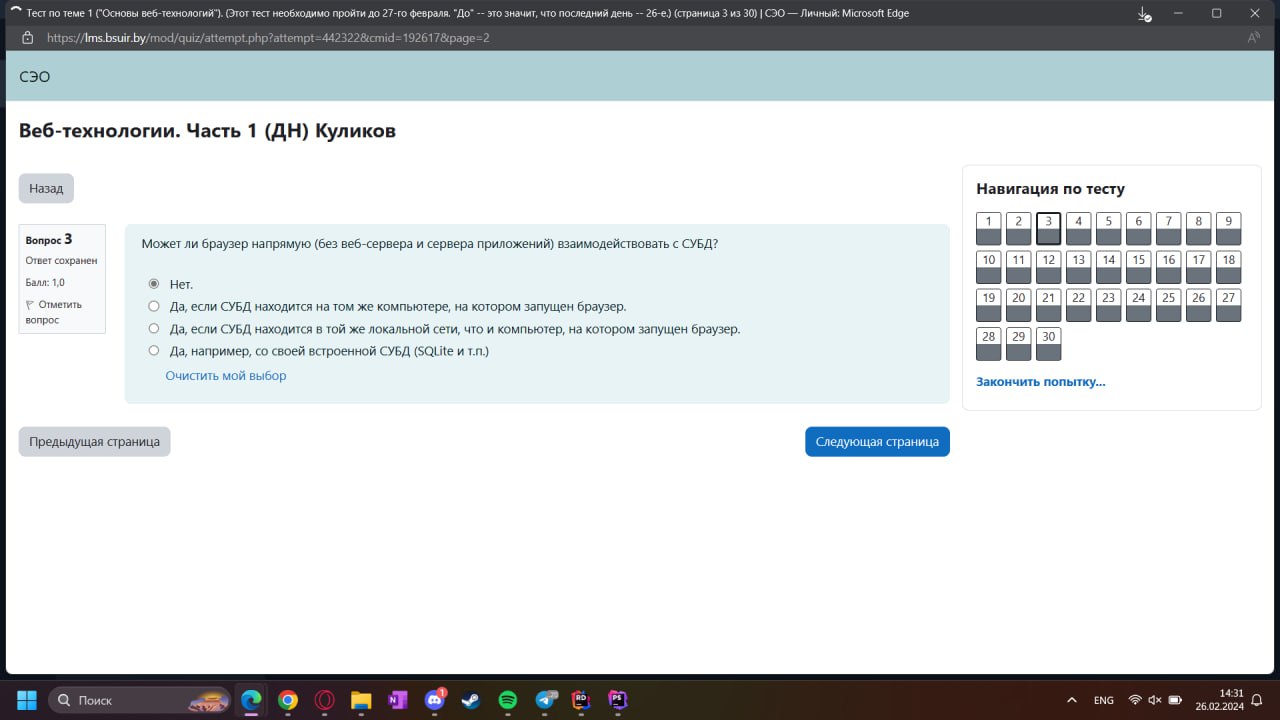 Тест по теме 1 ("Основы веб-технологий"). (Этот тест необходимо пройти до 27-го февраля. "До" -- это значит, что последний день -- 26-е.) (страница 3 из 30) | СЭО — Личный: Microsoft Edge
https://lms.bsuir.by/mod/quiz/attempt.php?attempt=442322&cmid=192617&page=2
СЭО
Веб-технологии. Часть 1 (ДН) Куликов
Назад
Вопрос 3
Ответ сохранен
Балл: 1,0
Отметить
вопрос
Может ли браузер напрямую (без веб-сервера и сервера приложений) взаимодействовать с СУБД?
Нет.
Да, если СУБД находится на том же компьютере, на котором запущен браузер.
Да, если СУБД находится в той же локальной сети, что и компьютер, на котором запущен браузер.
Да, например, со своей встроенной СУБД (SQLite и т.п.)
Очистить мой выбор
Предыдущая страница
Следующая страница
Навигация по тесту
1 2 3 4 5 6 7 8 9
10 11 12 13 14 15 16 17 18
19 20 21 22 23 24 25 26 27
28 29 30
Закончить попытку...
Поиск
1
RD
PS
ENG
14:31
26.02.2024